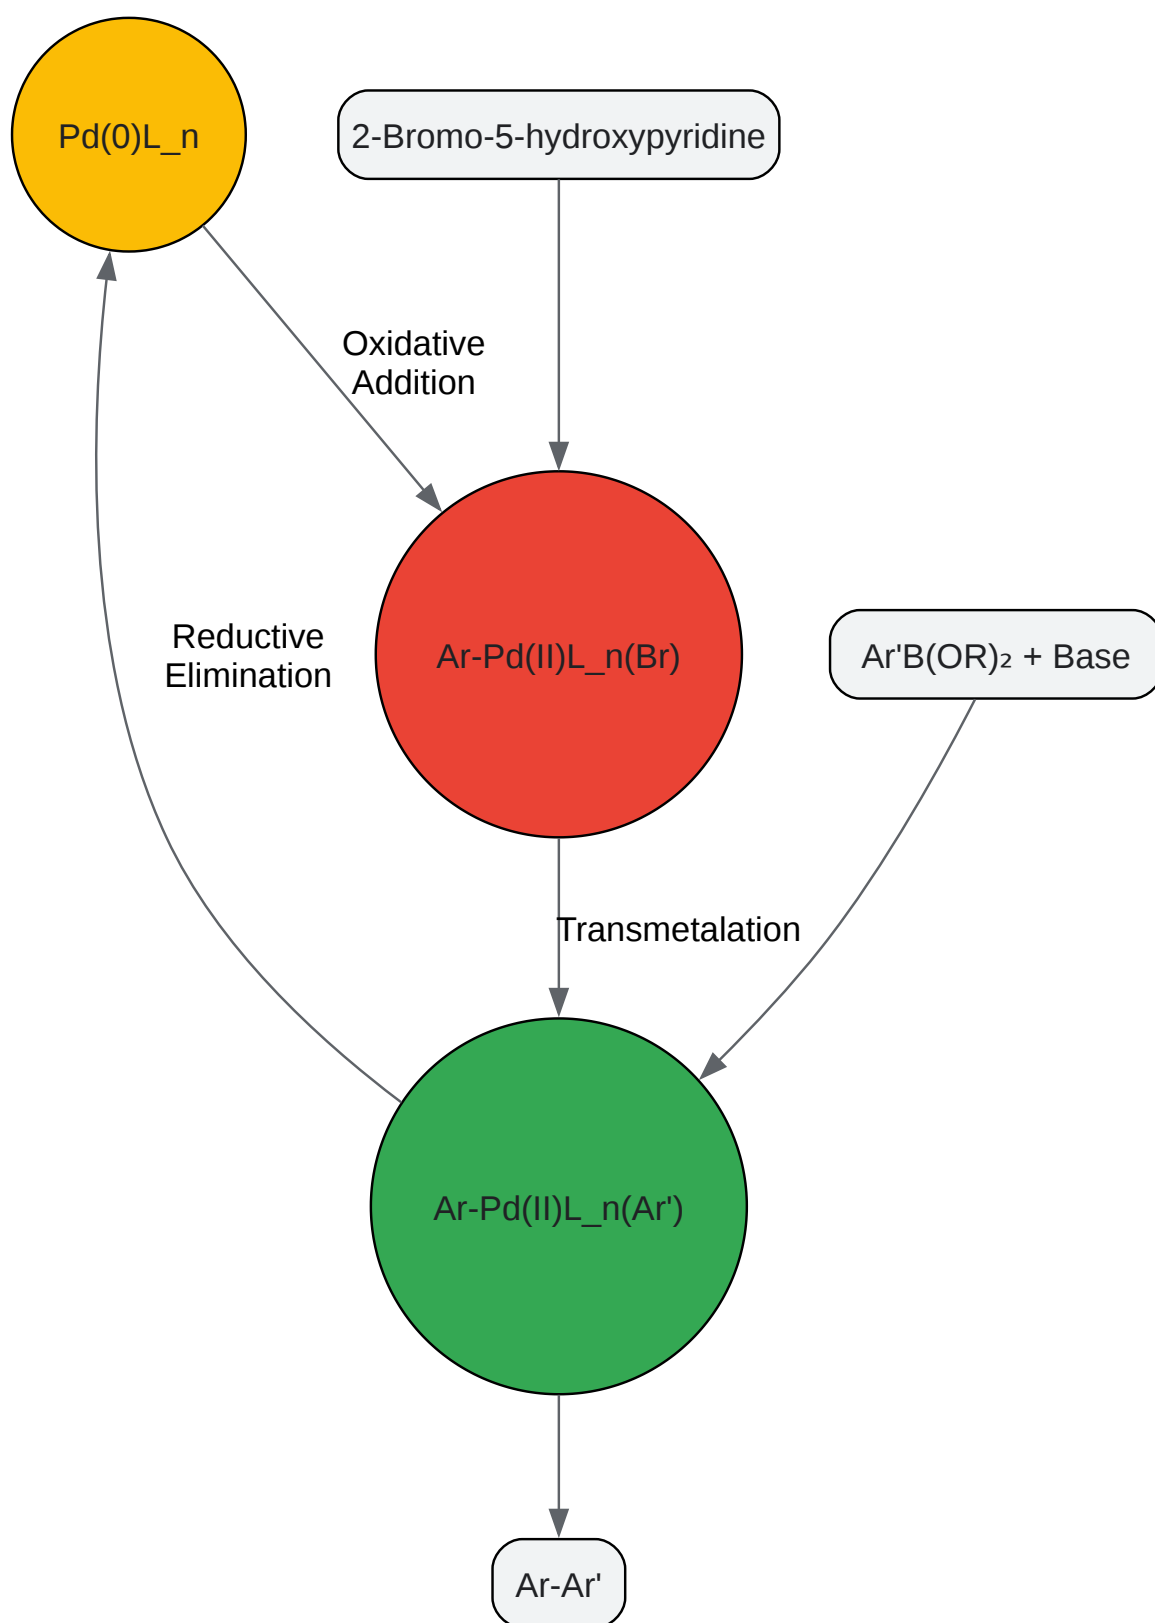 Pd(0)L_n
2-Bromo-5-hydroxypyridine
Oxidative
Addition
Reductive
Elimination
Ar-Pd(II)L_n(Br)
Ar'B(OR)₂ + Base
Transmetalation
Ar-Pd(II)L_n(Ar')
Ar-Ar'